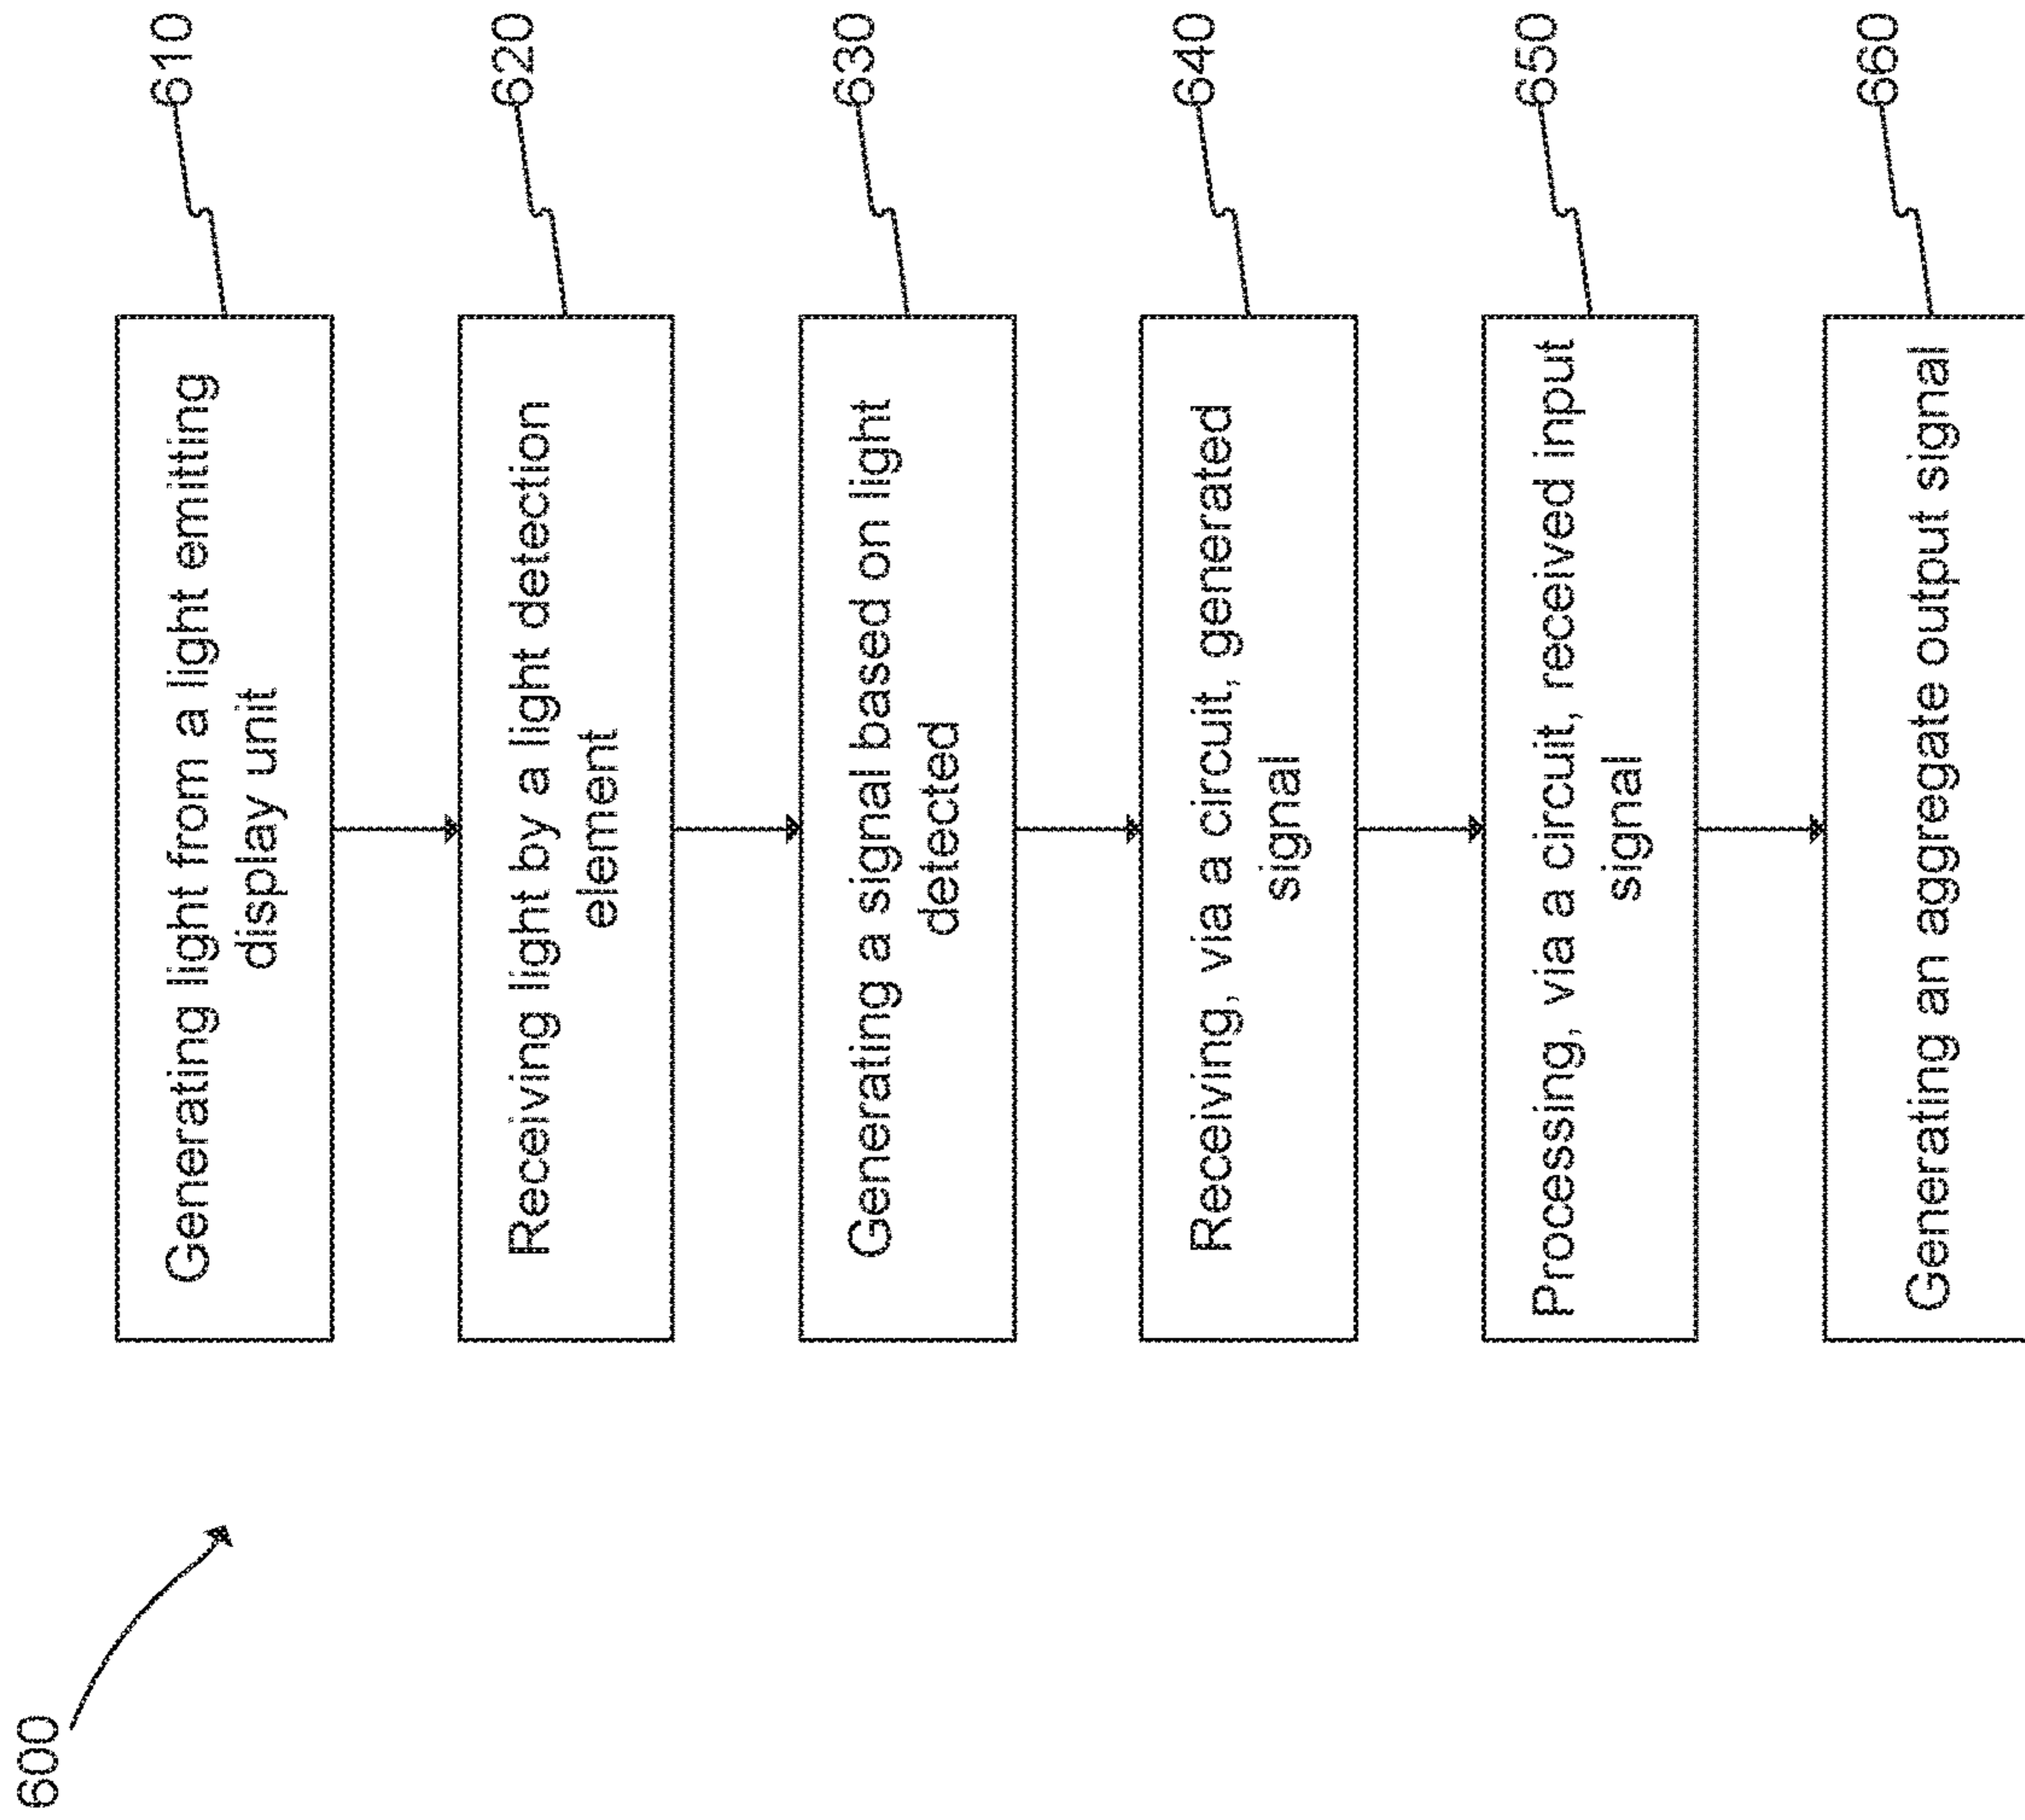 600
Generating light from a light emitting
display unit
610
Receiving light by a light detection
element
620
Generating a signal based on light
detected
630
Receiving, via a circuit, generated
signal
640
Processing, via a circuit, received input
signal
650
Generating an aggregate output signal
660